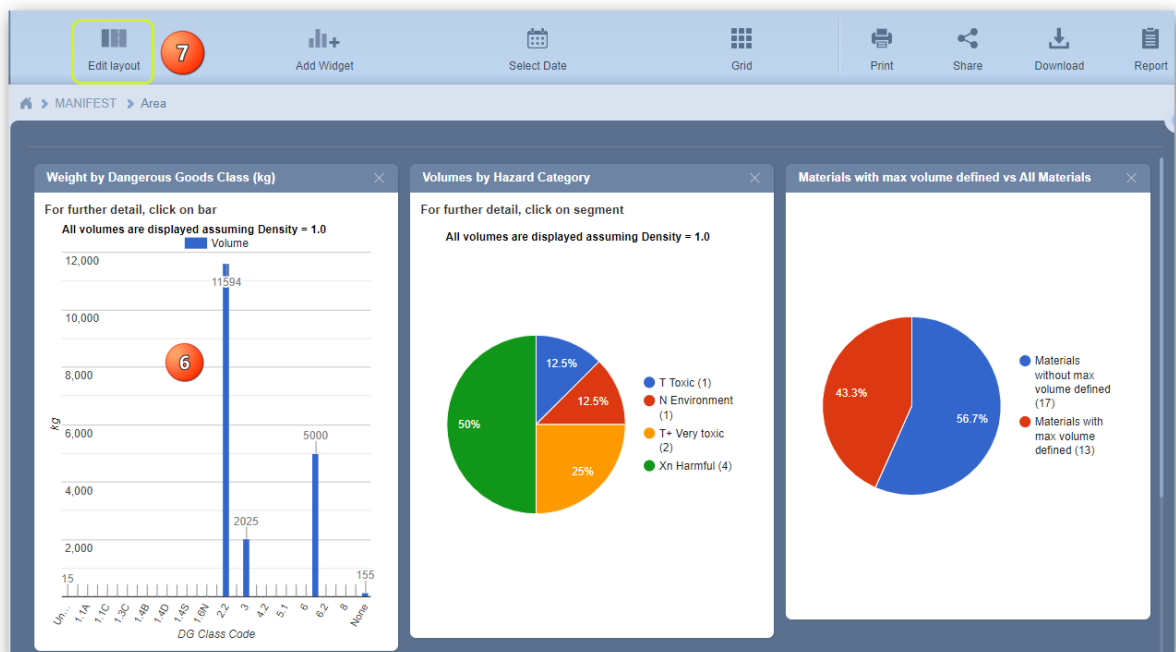 Edit layout
7
Add Widget
Select Date
Grid
Print
Share
Download
Report
MANIFEST
Area
Weight by Dangerous Goods Class (kg)
For further detail, click on bar
All volumes are displayed assuming Density = 1.0
Volume
12,000
11594
10,000
6
8,000
kg
6,000
5000
4,000
2025
2,000
15
155
Un...
1.1A
1.1C
1.3C
1.4B
1.4D
1.4S
1.6N
2.2
3
4.2
5.1
6
6.2
8
None
DG Class Code
Volumes by Hazard Category
For further detail, click on segment
All volumes are displayed assuming Density = 1.0
12.5%
12.5%
50%
25%
T Toxic (1)
N Environment
(1)
T+ Very toxic
(2)
Xn Harmful (4)
Materials with max volume defined vs All Materials
43.3%
56.7%
Materials
without max
volume defined
(17)
Materials with
max volume
defined (13)